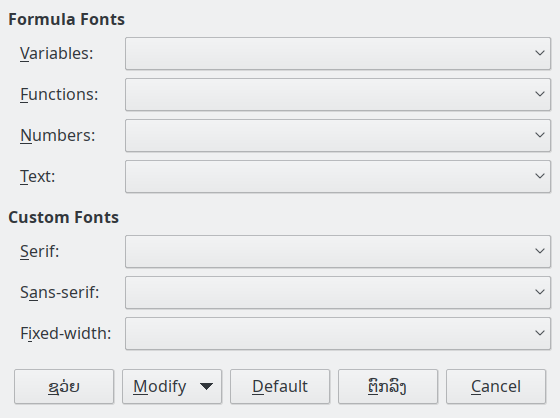 Formula Fonts
Variables:
Functions:
Numbers:
Text:
Custom Fonts
Serif:
Sans-serif:
Fixed-width:
ຊວ່ຍ Modify Default ຕົກລົງ Cancel